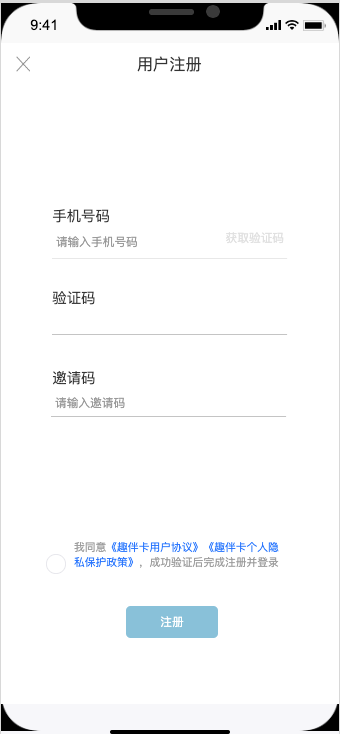 9:41
用户注册
手机号码
请输入手机号码
获取验证码
验证码
邀请码
请输入邀请码
我同意《趣伴卡用户协议》《趣伴卡个人隐
私保护政策》，成功验证后完成注册并登录
注册